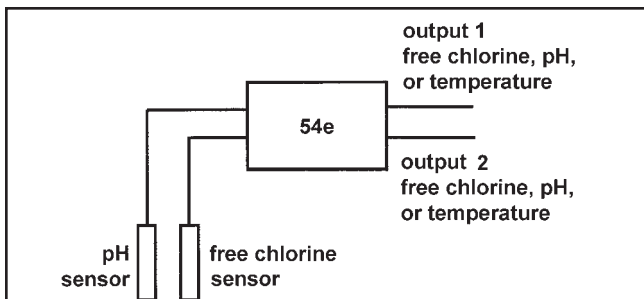 output 1
free chlorine, pH,
or temperature
54e
output 2
free chlorine, pH,
or temperature
pH
sensor
free chlorine
sensor